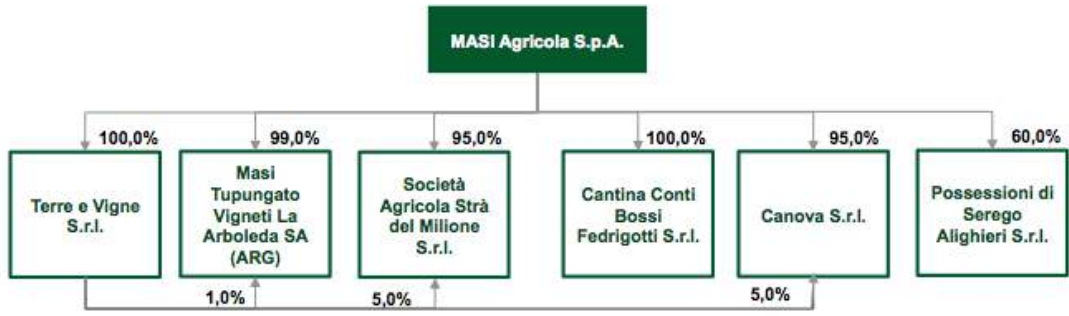 MASI Agricola S.p.A.
100,0%
99,0%
95,0%
100,0%
95,0%
60,0%
Terre e Vigne
S.r.l.
Masi
Tupungato
Vigneti La
Arboleda SA
(ARG)
Società
Agricola Strà
del Milione
S.r.l.
Cantina Conti
Bossi
Fedrigotti S.r.l.
Canova S.r.l.
Possessioni di
Serego
Alighieri S.r.l.
1,0%
5,0%
5,0%